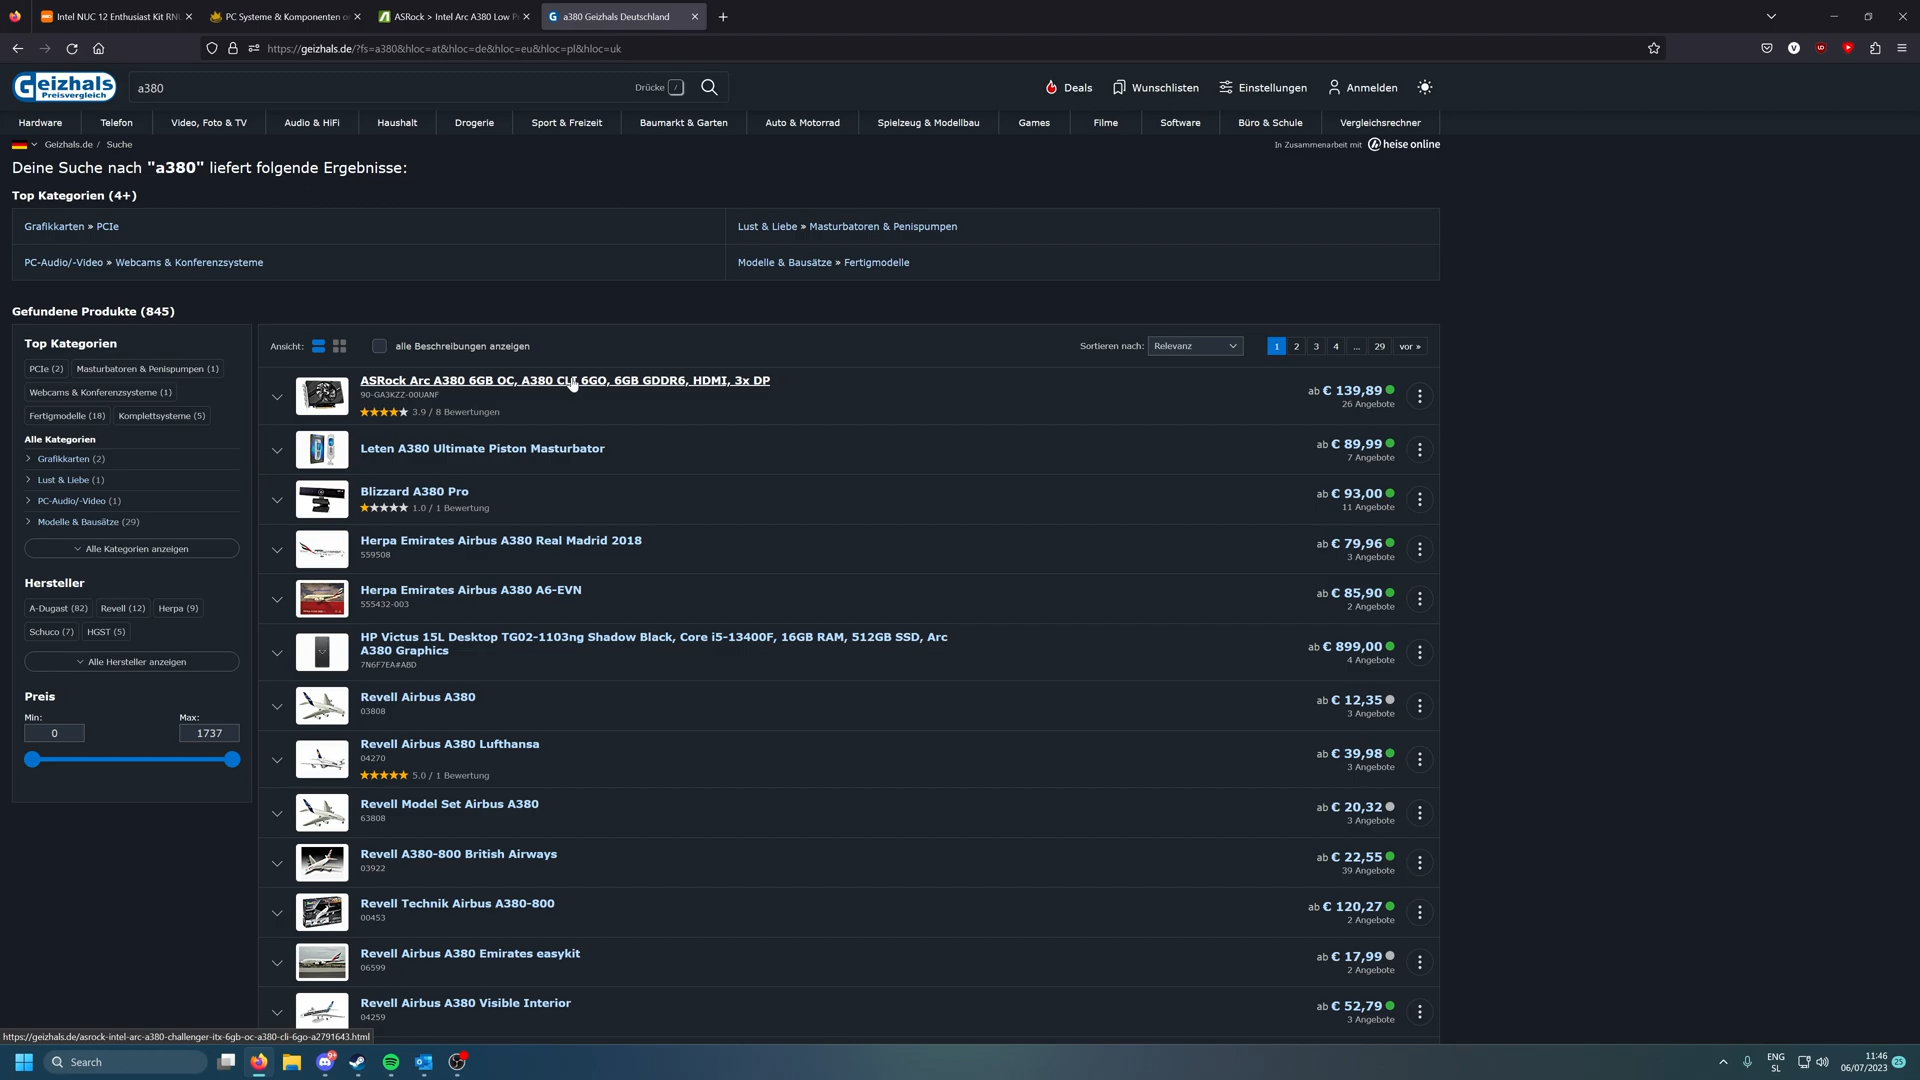 Intel NUC 12 Enthusiast Kit RNU
PC Systeme & Komponenten o
ASRock > Intel Arc A380 Low P
a380 Geizhals Deutschland
https://geizhals.de/?fs=a380&hloc=at&hloc=de&hloc=eu&hloc=pl&hloc=uk
Geizhals Preisvergleich
a380
Drücke /
Deals
Wunschlisten
Einstellungen
Anmelden
Hardware
Telefon
Video, Foto & TV
Audio & HiFi
Haushalt
Drogerie
Sport & Freizeit
Baumarkt & Garten
Auto & Motorrad
Spielzeug & Modellbau
Games
Filme
Software
Büro & Schule
Vergleichsrechner
Geizhals.de / Suche
In Zusammenarbeit mit heise online
Deine Suche nach "a380" liefert folgende Ergebnisse:
Top Kategorien (4+)
Grafikkarten » PCIe
Lust & Liebe » Masturbatoren & Penispumpen
PC-Audio/-Video » Webcams & Konferenzsysteme
Modelle & Bausätze » Fertigmodelle
Gefundene Produkte (845)
Top Kategorien
PCIe (2)
Masturbatoren & Penispumpen (1)
Webcams & Konferenzsysteme (1)
Fertigmodelle (18)
Komplettsysteme (5)
Alle Kategorien
Grafikkarten (2)
Lust & Liebe (1)
PC-Audio/-Video (1)
Modelle & Bausätze (29)
Alle Kategorien anzeigen
Hersteller
A-Dugast (82)
Revell (12)
Herpa (9)
Schuco (7)
HGST (5)
Alle Hersteller anzeigen
Preis
Min:
Max:
0
1737
Ansicht:
alle Beschreibungen anzeigen
Sortieren nach:
Relevanz
1
2
3
4
...
29
vor »
ASRock Arc A380 6GB OC, A380 CLI 6GO, 6GB GDDR6, HDMI, 3x DP
90-GA3KZZ-00UANF
3.9 / 8 Bewertungen
ab € 139,89
26 Angebote
Leten A380 Ultimate Piston Masturbator
ab € 89,99
7 Angebote
Blizzard A380 Pro
1.0 / 1 Bewertung
ab € 93,00
11 Angebote
Herpa Emirates Airbus A380 Real Madrid 2018
559508
ab € 79,96
3 Angebote
Herpa Emirates Airbus A380 A6-EVN
555432-003
ab € 85,90
2 Angebote
HP Victus 15L Desktop TG02-1103ng Shadow Black, Core i5-13400F, 16GB RAM, 512GB SSD, Arc
A380 Graphics
7N6F7EA#ABD
ab € 899,00
4 Angebote
Revell Airbus A380
03808
ab € 12,35
3 Angebote
Revell Airbus A380 Lufthansa
04270
5.0 / 1 Bewertung
ab € 39,98
3 Angebote
Revell Model Set Airbus A380
63808
ab € 20,32
3 Angebote
Revell A380-800 British Airways
03922
ab € 22,55
39 Angebote
Revell Technik Airbus A380-800
00453
ab € 120,27
2 Angebote
Revell Airbus A380 Emirates easykit
06599
ab € 17,99
2 Angebote
Revell Airbus A380 Visible Interior
04259
ab € 52,79
3 Angebote
https://geizhals.de/asrock-intel-arc-a380-challenger-itx-6gb-oc-a380-cli-6go-a2791643.html
Search
ENG
SL
11:46
06/07/2023
25